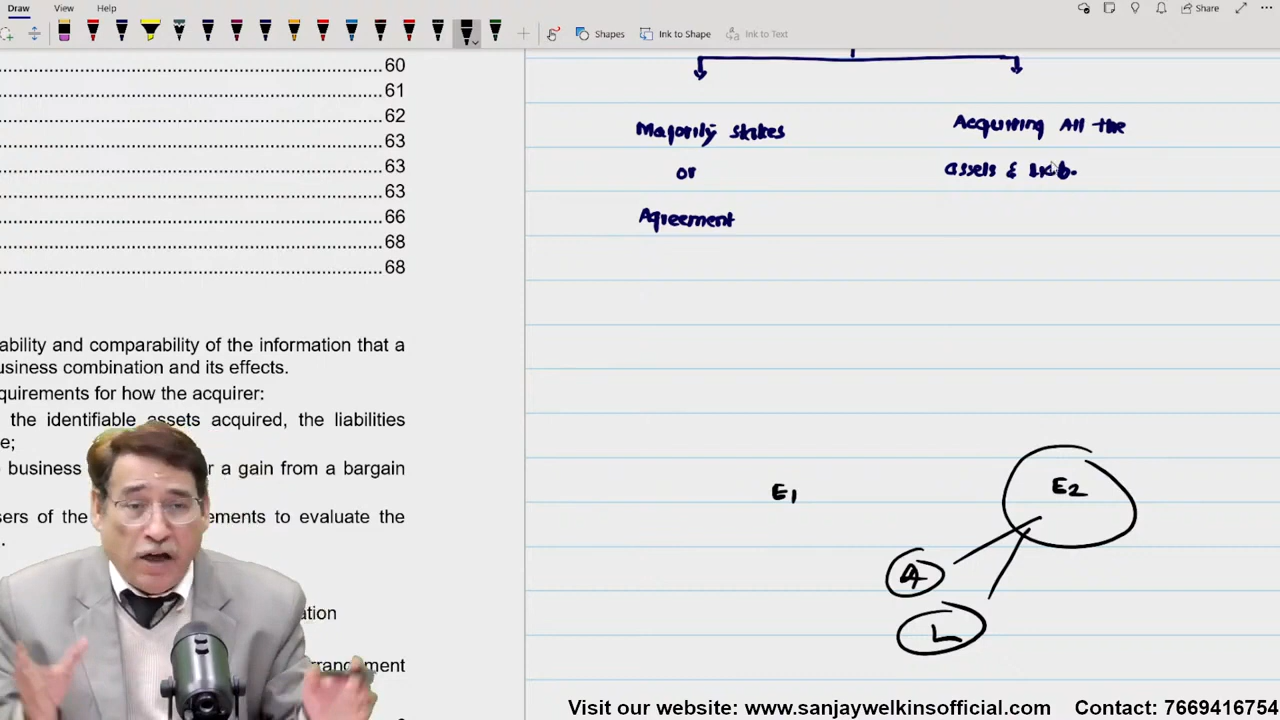 Draw View Help
Share
Shapes Ink to Shape Ink to Text
60
61
62
63
63
63
66
68
68
ability and comparability of the information that a
usiness combination and its effects.
quirements for how the acquirer:
the identifiable assets acquired, the liabilities
e;
business r a gain from a bargain
sers of the ements to evaluate the
ation
rrangement
Majority stakes
or
Agreement
Acquiring All the
assets & Liab.
E1
E2
A
L
Visit our website: www.sanjaywelkinsofficial.com Contact: 7669416754